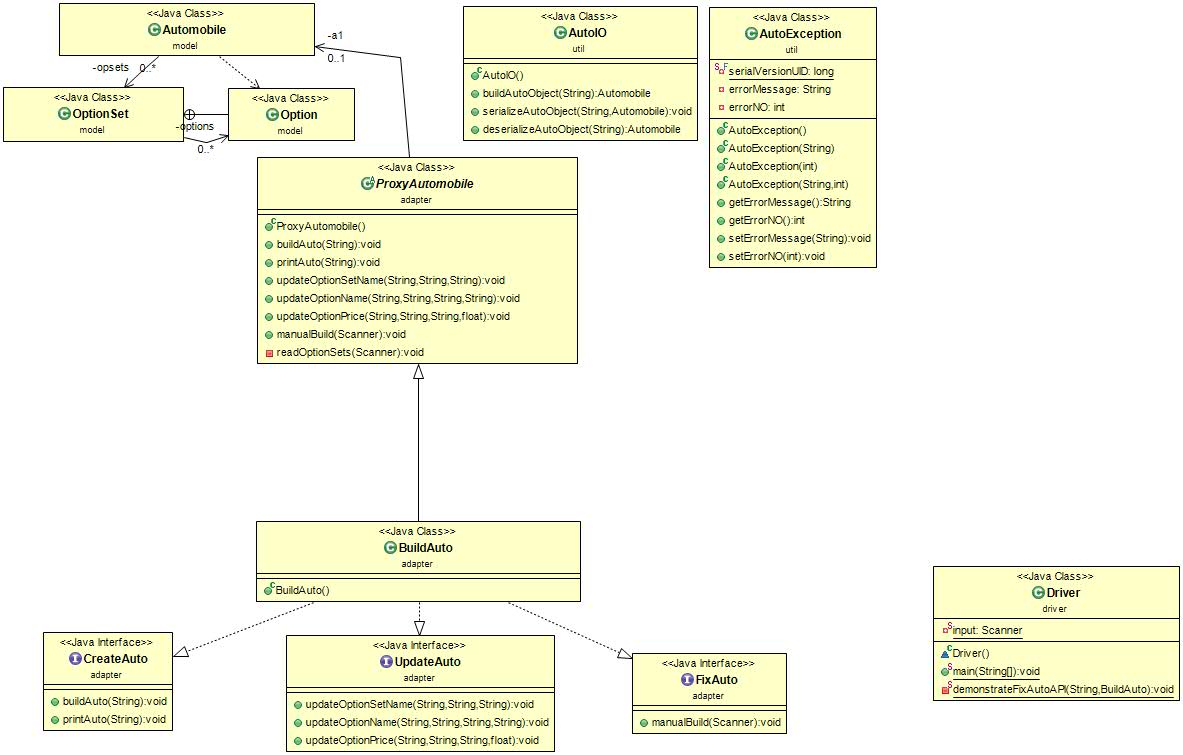 <<Java Class>>
Automobile
model
-opsets 0..*
-a1
0..1
<<Java Class>>
OptionSet
model
-options
0..*
<<Java Class>>
Option
model
<<Java Class>>
AutoIO
util
AutoIO()
buildAutoObject(String):Automobile
serializeAutoObject(String,Automobile):void
deserializeAutoObject(String):Automobile
<<Java Class>>
AutoException
util
serialVersionUID: long
errorMessage: String
errorNO: int
AutoException()
AutoException(String)
AutoException(int)
AutoException(String,int)
getErrorMessage():String
getErrorNO():int
setErrorMessage(String):void
setErrorNO(int):void
<<Java Class>>
ProxyAutomobile
adapter
ProxyAutomobile()
buildAuto(String):void
printAuto(String):void
updateOptionSetName(String,String,String):void
updateOptionName(String,String,String,String):void
updateOptionPrice(String,String,String,float):void
manualBuild(Scanner):void
readOptionSets(Scanner):void
<<Java Class>>
BuildAuto
adapter
BuildAuto()
<<Java Interface>>
CreateAuto
adapter
buildAuto(String):void
printAuto(String):void
<<Java Interface>>
UpdateAuto
adapter
updateOptionSetName(String,String,String):void
updateOptionName(String,String,String,String):void
updateOptionPrice(String,String,String,float):void
<<Java Interface>>
FixAuto
adapter
manualBuild(Scanner):void
<<Java Class>>
Driver
driver
input: Scanner
Driver()
main(String[]):void
demonstrateFixAutoAPI(String,BuildAuto):void